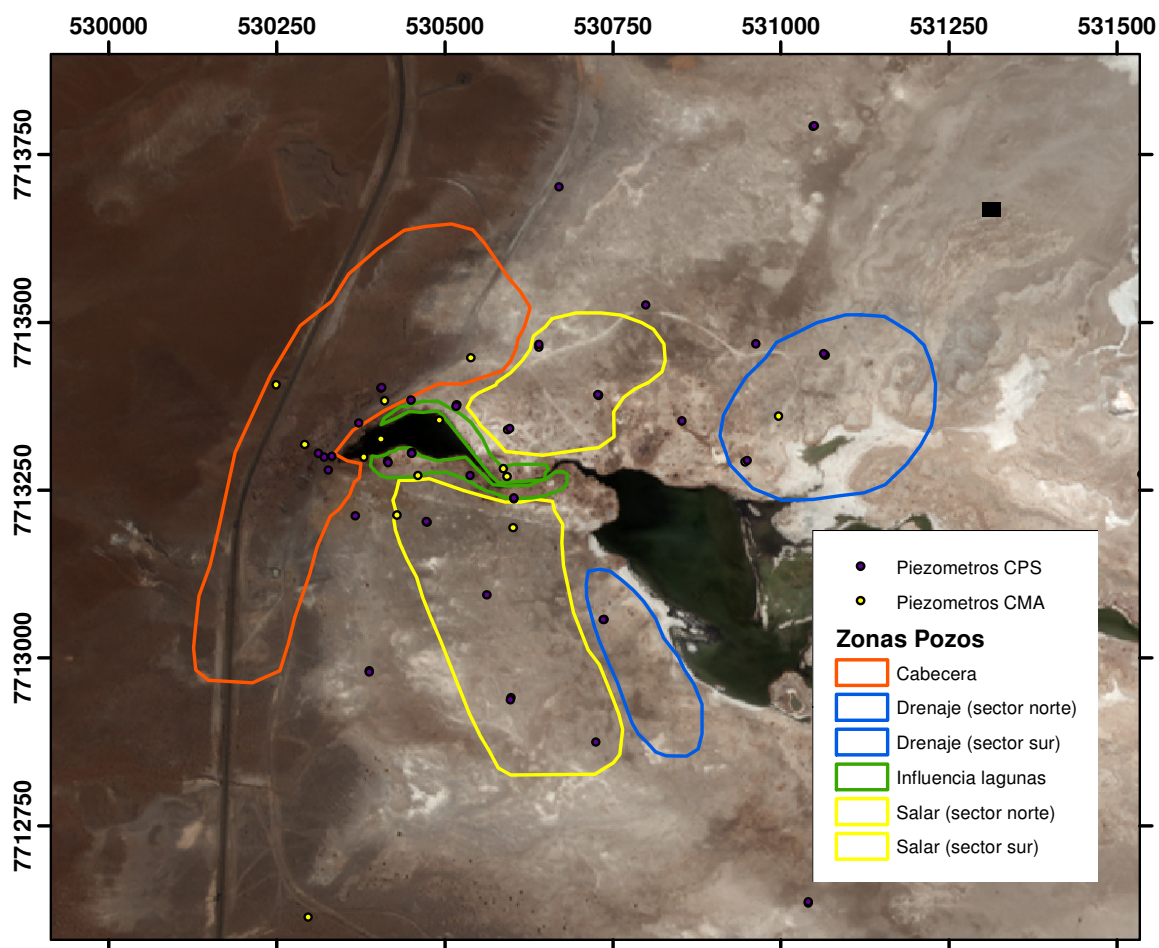 530000 530250 530500 530750 531000 531250 531500
7713750
7713500
7713250
7713000
7712750
Piezometros CPS
Piezometros CMA
Zonas Pozos
Cabecera
Drenaje (sector norte)
Drenaje (sector sur)
Influencia lagunas
Salar (sector norte)
Salar (sector sur)